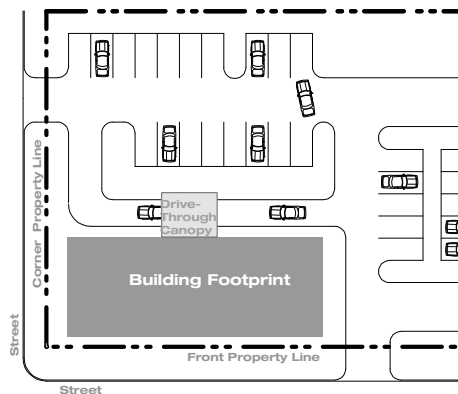 Corner Property Line
Drive-
Through
Canopy
Building Footprint
Street
Front Property Line
Street